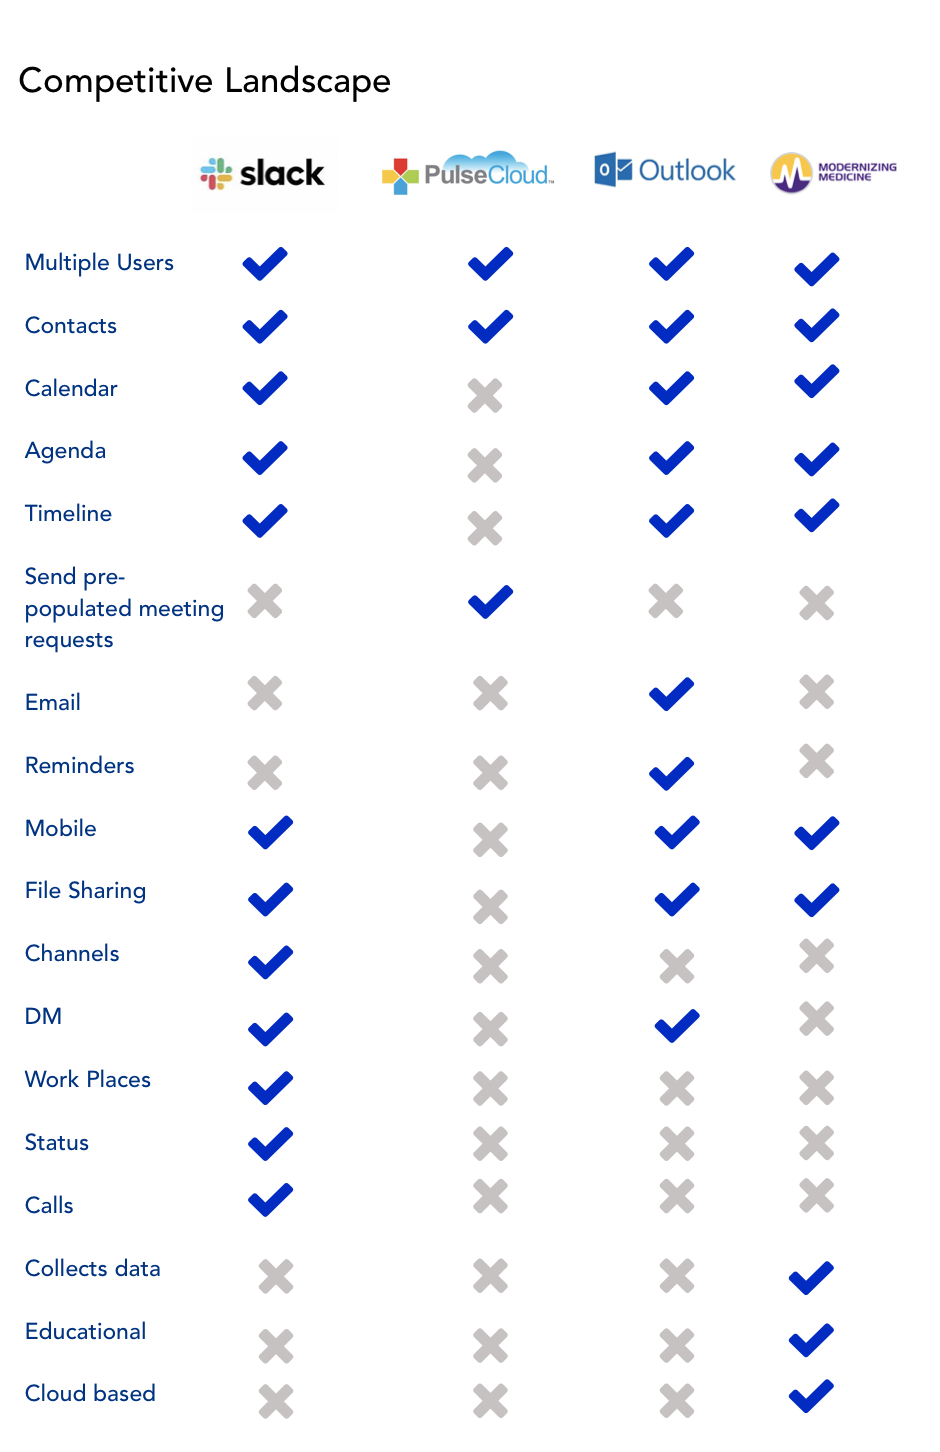 Competitive Landscape
slack PulseCloud™ Outlook MODERNIZING
MEDICINE
Multiple Users
Contacts
Calendar
Agenda
Timeline
Send pre-
populated meeting
requests
Email
Reminders
Mobile
File Sharing
Channels
DM
Work Places
Status
Calls
Collects data
Educational
Cloud based